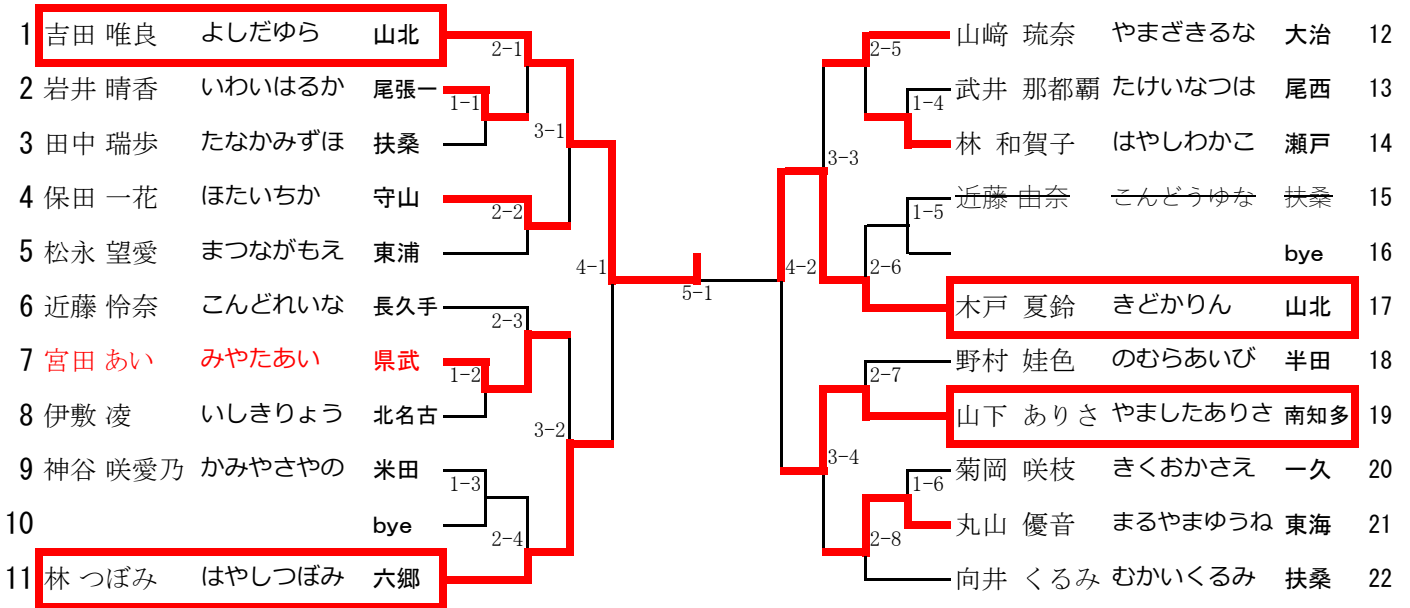 1 吉田 唯良 よしだゆら 山北
2 岩井 晴香 いわいはるか 尾張一
3 田中 瑞歩 たなかみずほ 扶桑
4 保田 一花 ほたいちか 守山
5 松永 望愛 まつながもえ 東浦
6 近藤 怜奈 こんどれいな 長久手
7 宮田 あい みやたあい 県武
8 伊敷 凌 いしきりょう 北名古
9 神谷 咲愛乃 かみやさやの 米田
10 bye
11 林 つぼみ はやしつぼみ 六郷
2-1
1-1
3-1
2-2
4-1
2-3
1-2
3-2
1-3
2-4
5-1
2-5
1-4
3-3
1-5
4-2
2-6
2-7
3-4
1-6
2-8
山﨑 琉奈 やまざきるな 大治 12
武井 那都覇 たけいなつは 尾西 13
林 和賀子 はやしわかこ 瀬戸 14
近藤 由奈 こんどうゆな 扶桑 15
bye 16
木戸 夏鈴 きどかりん 山北 17
野村 娃色 のむらあいび 半田 18
山下 ありさ やましたありさ 南知多 19
菊岡 咲枝 きくおかさえ 一久 20
丸山 優音 まるやまゆうね 東海 21
向井 くるみ むかいくるみ 扶桑 22